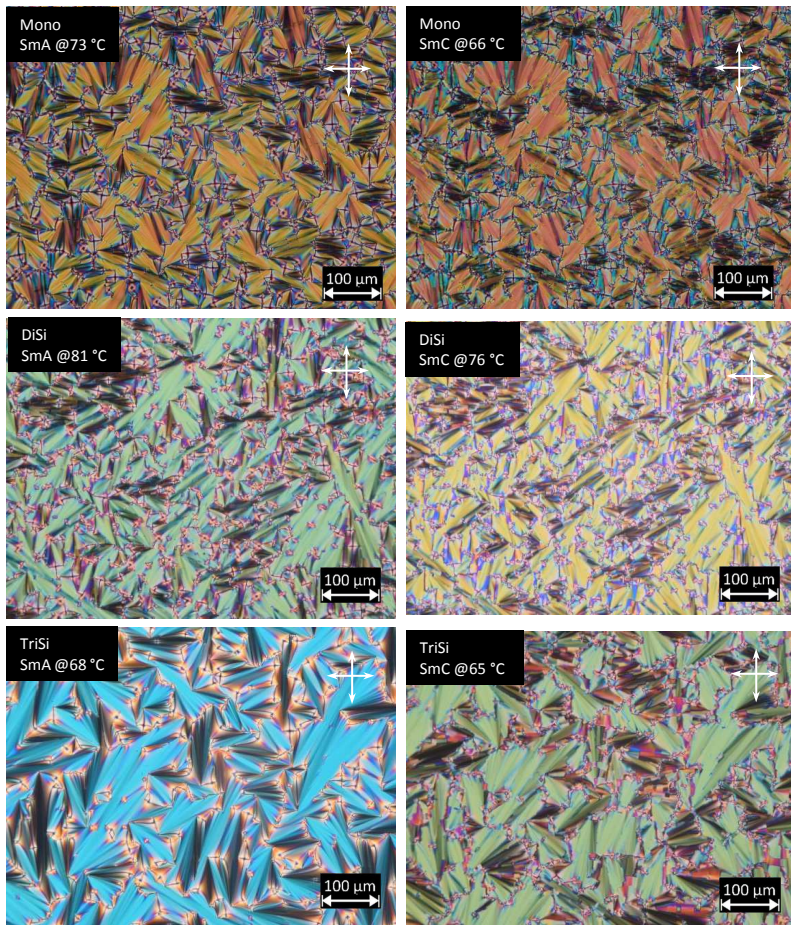 Mono
SmA @73 °C
100 µm
Mono
SmC @66 °C
100 µm
DiSi
SmA @81 °C
100 µm
DiSi
SmC @76 °C
100 µm
TriSi
SmA @68 °C
100 µm
TriSi
SmC @65 °C
100 µm